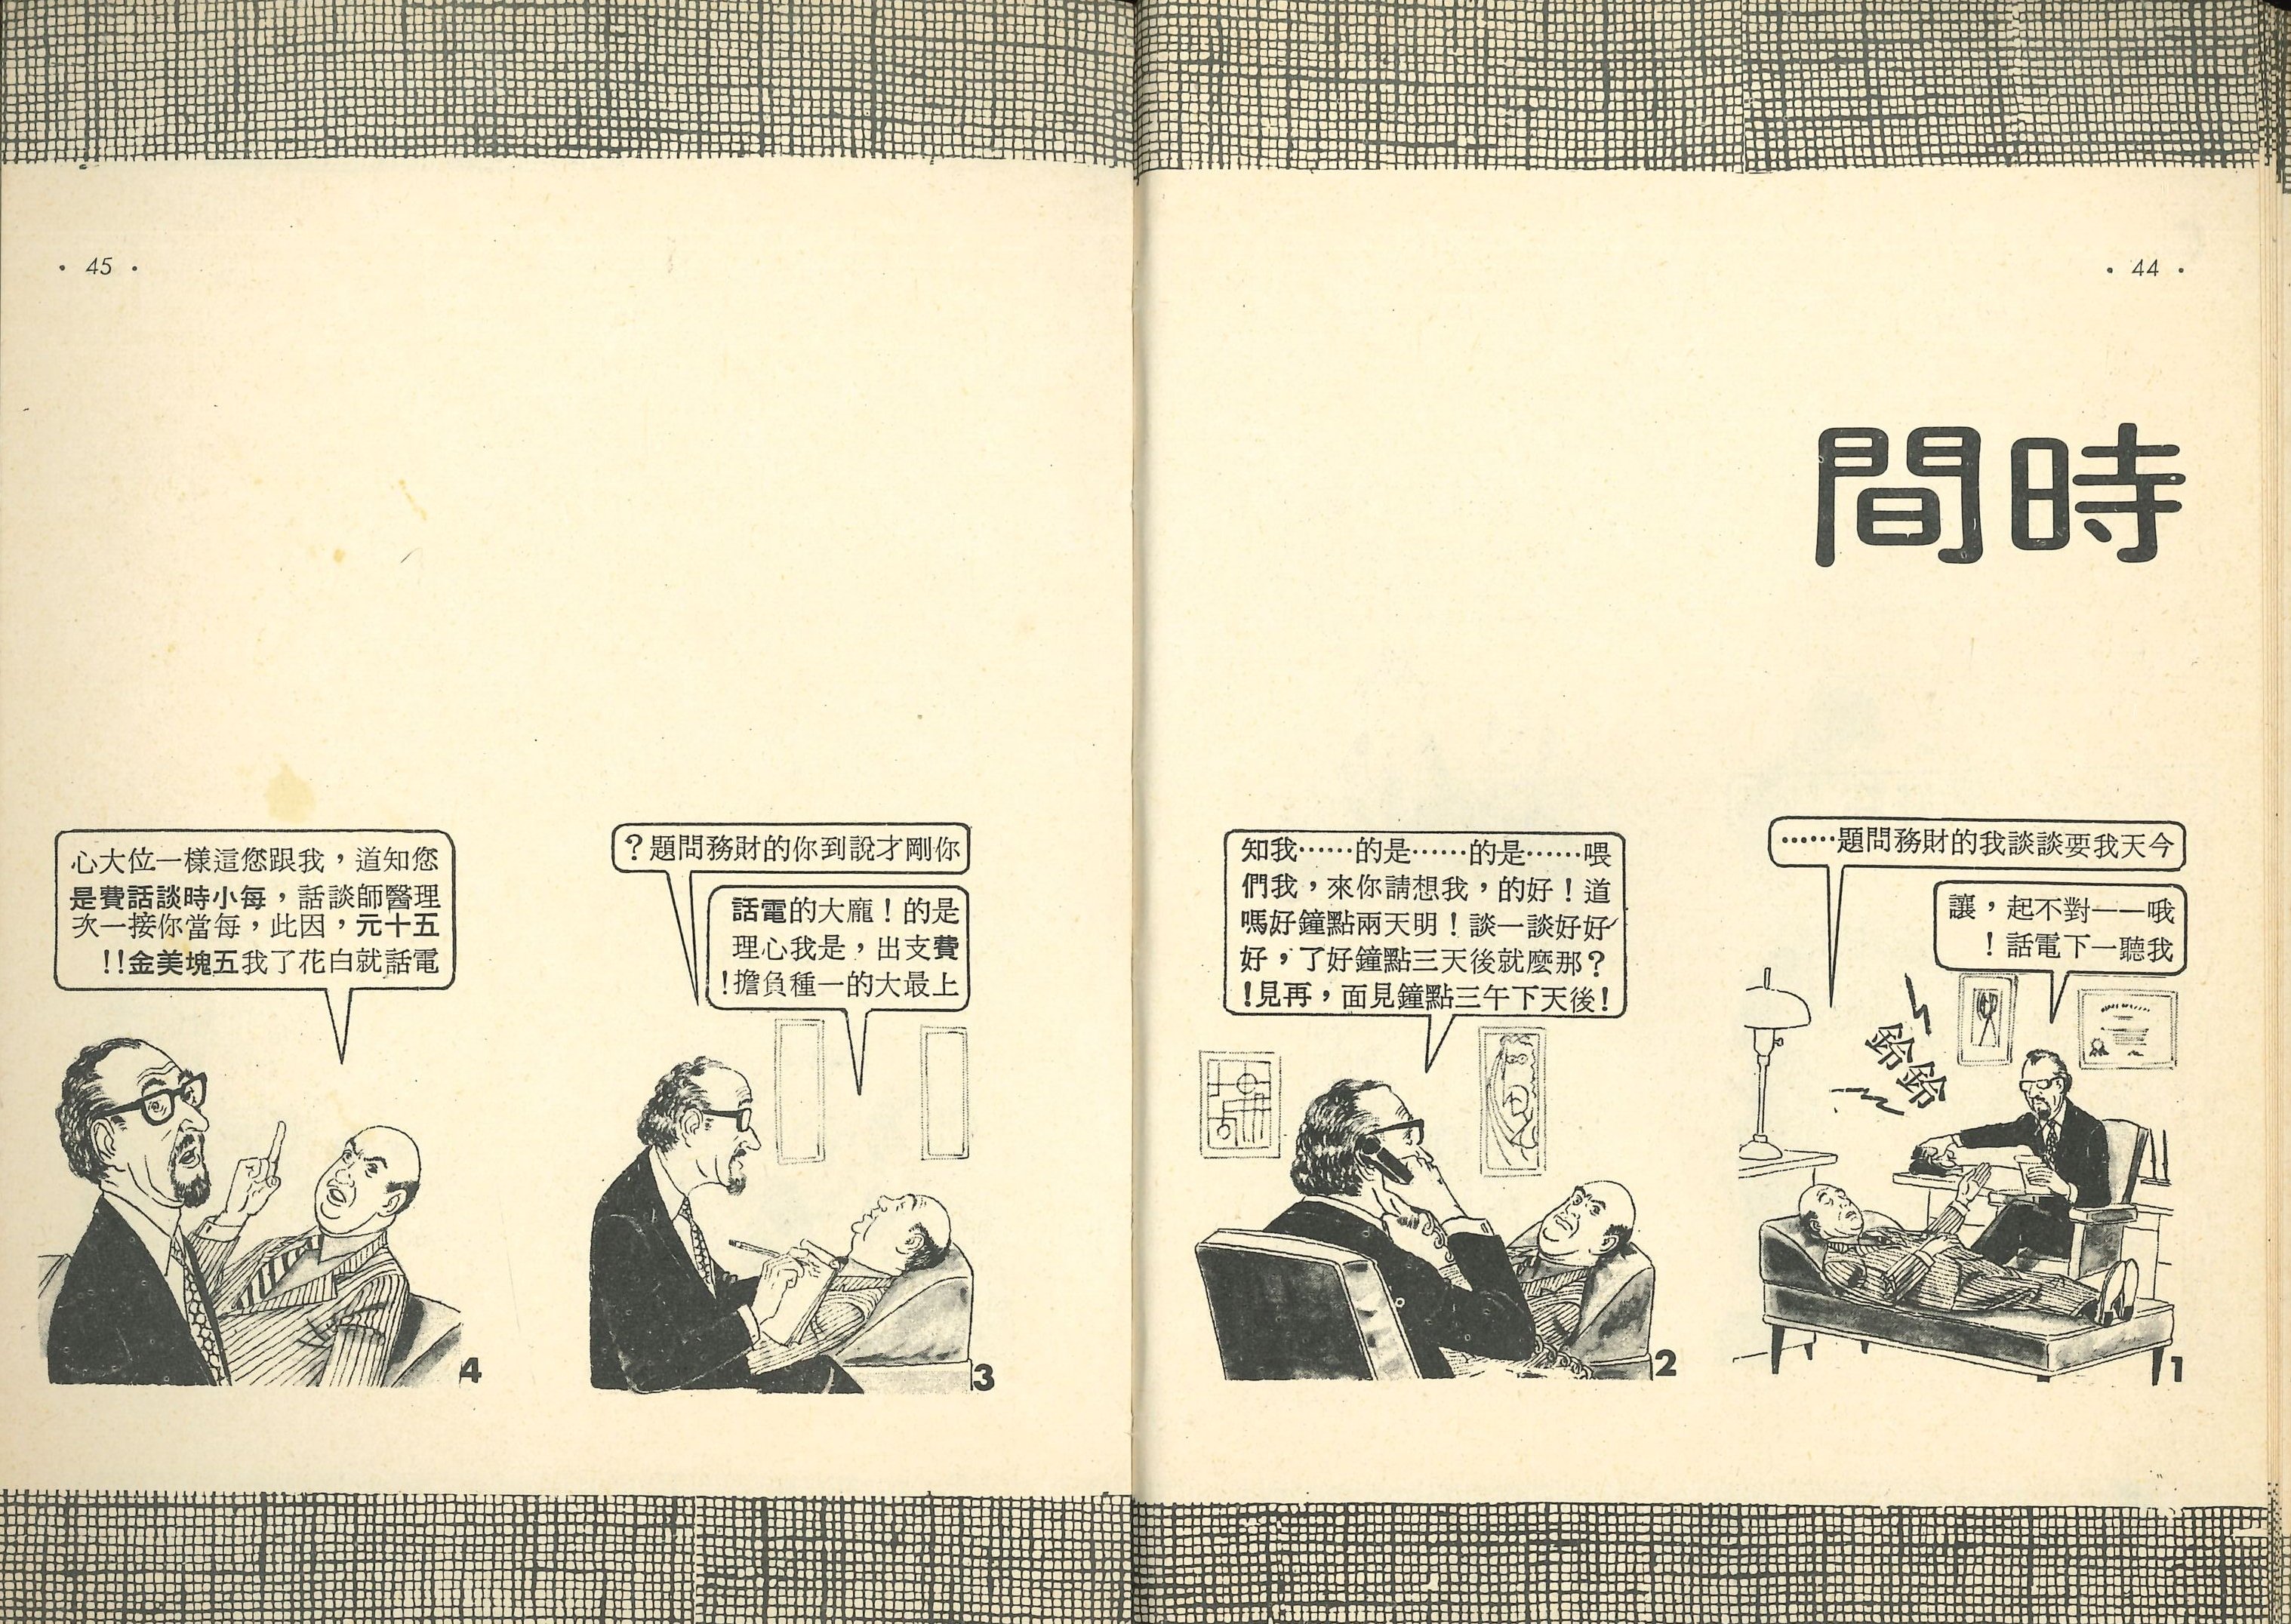 · 44 ·
時間
今天我要談談我的財務問題……
哦——對不起，讓
我聽一下電話！
鈴鈴
1
喂……是的……是的……我知
道！好的，我想請你來，我們
好好談一談！明天兩點鐘好嗎
？那麼就後天三點鐘好了，好
！後天下午三點鐘見面，再見！
2
· 45 ·
你剛才說到你的財務問題？
是的！龐大的電話
費支出，是我心理
上最大的一種負擔！
3
您知道，我跟您這樣一位大心
理醫師談話，每小時談話費是
五十元，因此，每當你接一次
電話就白花了我五塊美金!!
4